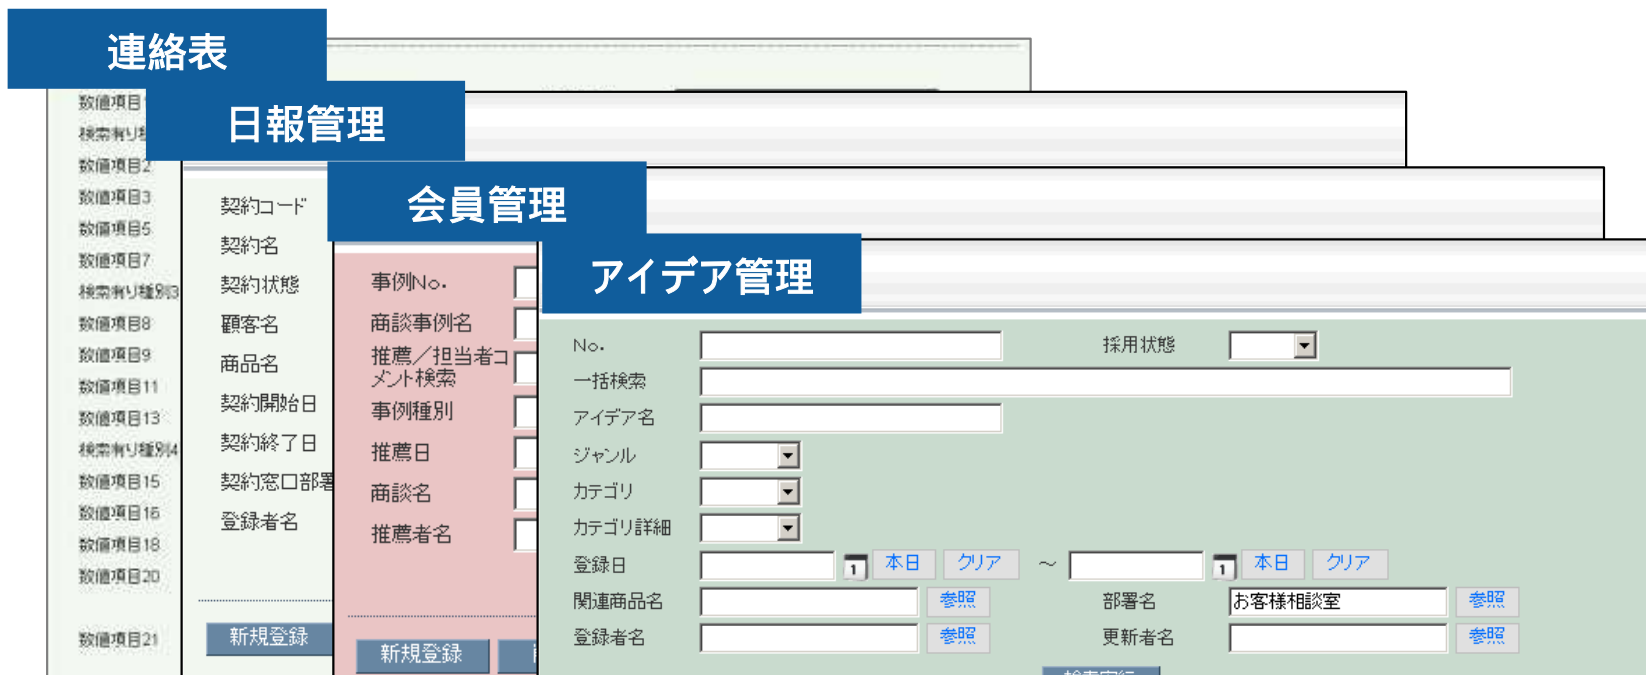 連絡表
数値項目
検索有り種
数値項目2
数値項目3
数値項目5
数値項目7
検索有り種別3
数値項目8
数値項目9
数値項目11
数値項目13
検索有り種別4
数値項目15
数値項目16
数値項目18
数値項目20
数値項目21
日報管理
契約コード
契約名
契約状態
顧客名
商品名
契約開始日
契約終了日
契約窓口部署
登録者名
新規登録
会員管理
事例No.
商談事例名
推薦／担当者コ
メント検索
事例種別
推薦日
商談名
推薦者名
新規登録
アイデア管理
No. 採用状態
一括検索
アイデア名
ジャンル
カテゴリ
カテゴリ詳細
登録日 1 本日 クリア ～ 1 本日 クリア
関連商品名 参照 部署名 お客様相談室 参照
登録者名 参照 更新者名 参照